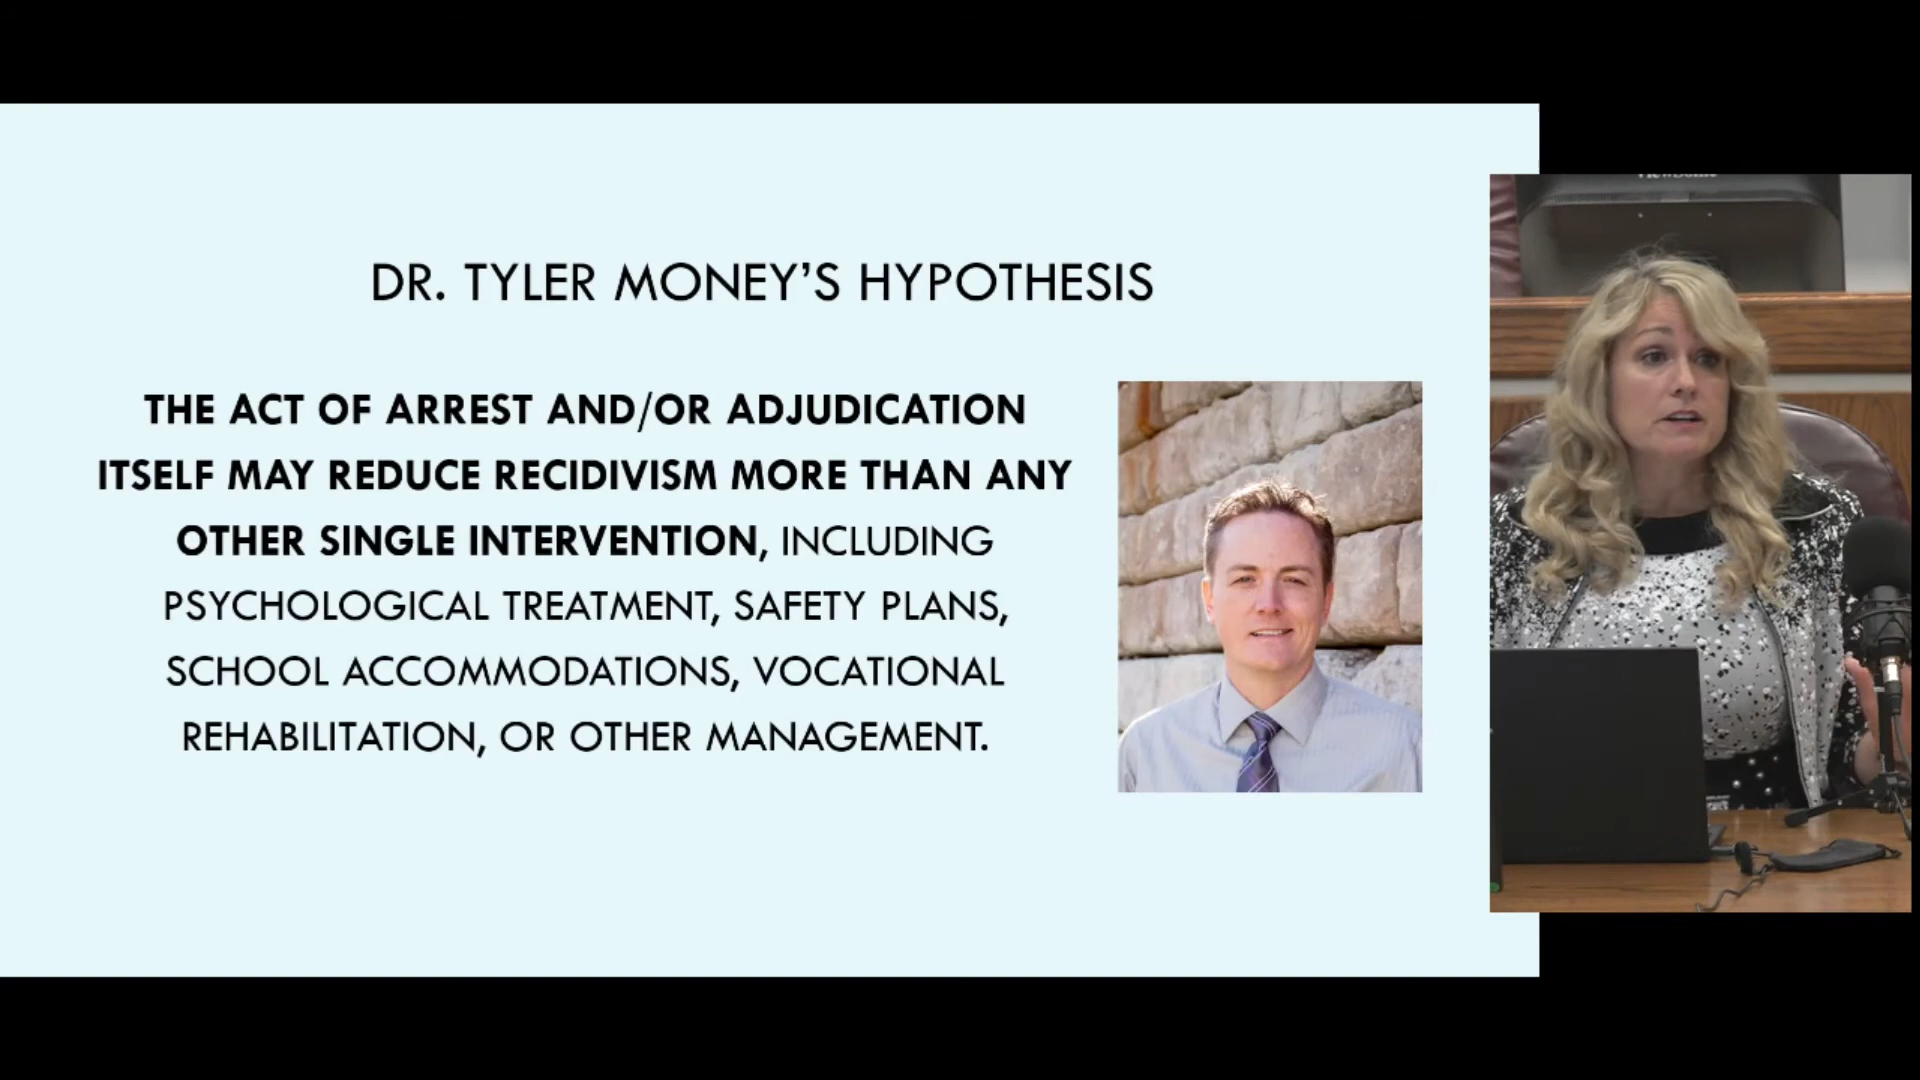 DR. TYLER MONEY’S HYPOTHESIS
THE ACT OF ARREST AND/OR ADJUDICATION
ITSELF MAY REDUCE RECIDIVISM MORE THAN ANY
OTHER SINGLE INTERVENTION, INCLUDING
PSYCHOLOGICAL TREATMENT, SAFETY PLANS,
SCHOOL ACCOMMODATIONS, VOCATIONAL
REHABILITATION, OR OTHER MANAGEMENT.